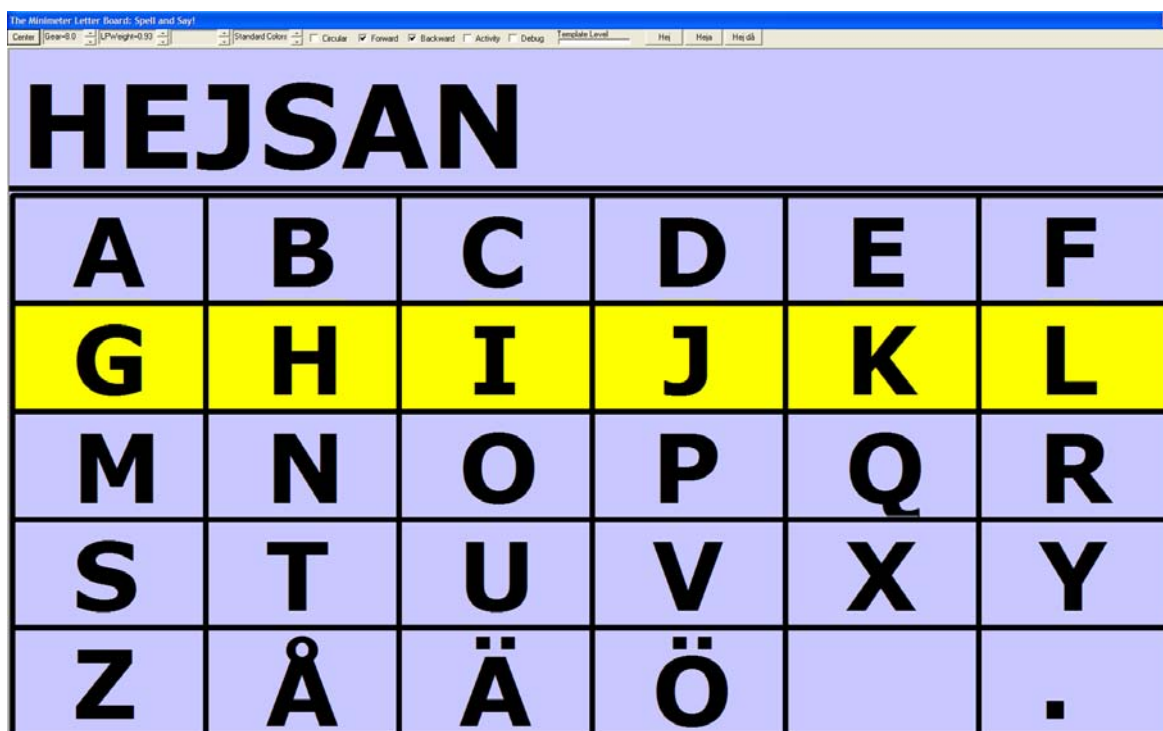 The Minimeter Letter Board: Spell and Say!
Center Gear=8.0 LPWeight=0.93 Standard Colors Circular Forward Backward Activity Debug Template Level Hej Heja Hej då
HEJSAN
A B C D E F
G H I J K L
M N O P Q R
S T U V X Y
Z Å Ä Ö .